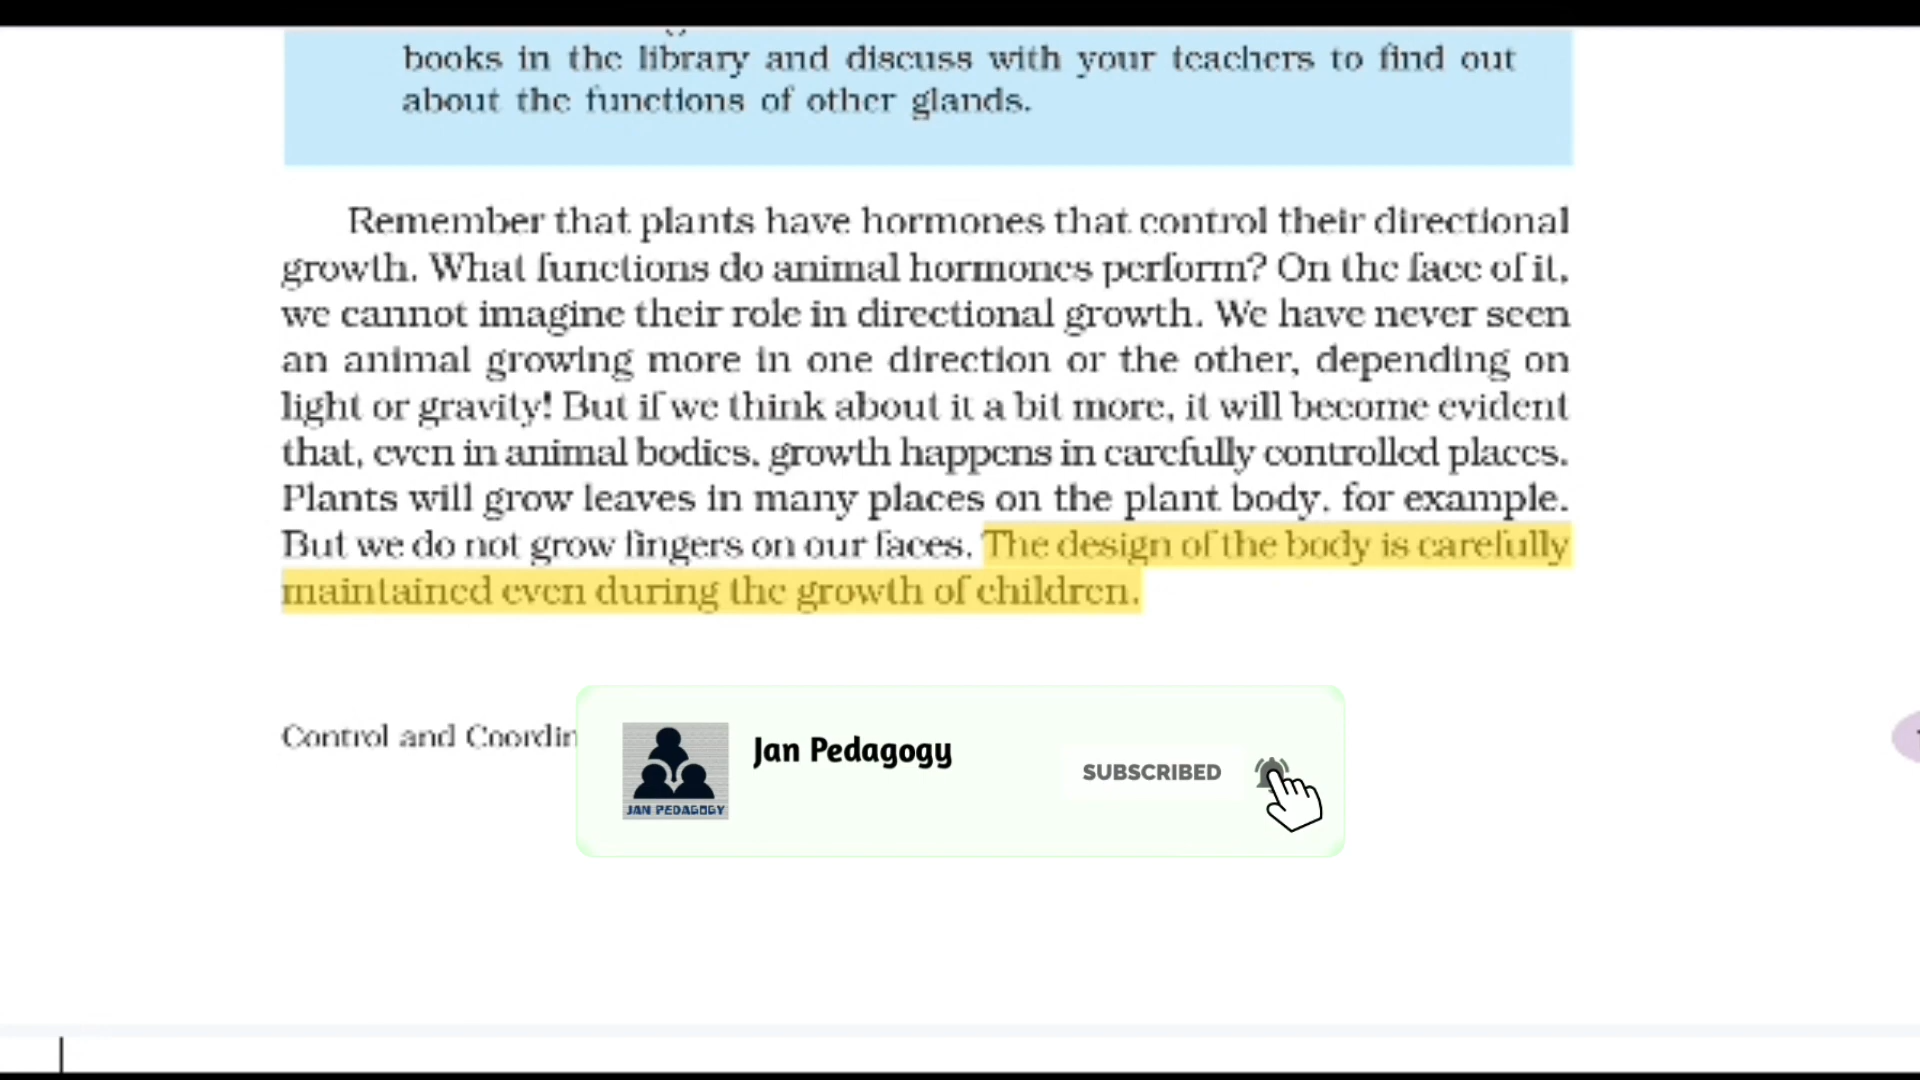 books in the library and discuss with your teachers to find out
about the functions of other glands.
Remember that plants have hormones that control their directional
growth. What functions do animal hormones perform? On the face of it,
we cannot imagine their role in directional growth. We have never seen
an animal growing more in one direction or the other, depending on
light or gravity! But if we think about it a bit more, it will become evident
that, even in animal bodies, growth happens in carefully controlled places.
Plants will grow leaves in many places on the plant body, for example.
But we do not grow fingers on our faces. The design of the body is carefully
maintained even during the growth of children.
Control and Coordin
Jan Pedagogy
SUBSCRIBED
JAN PEDAGOGY